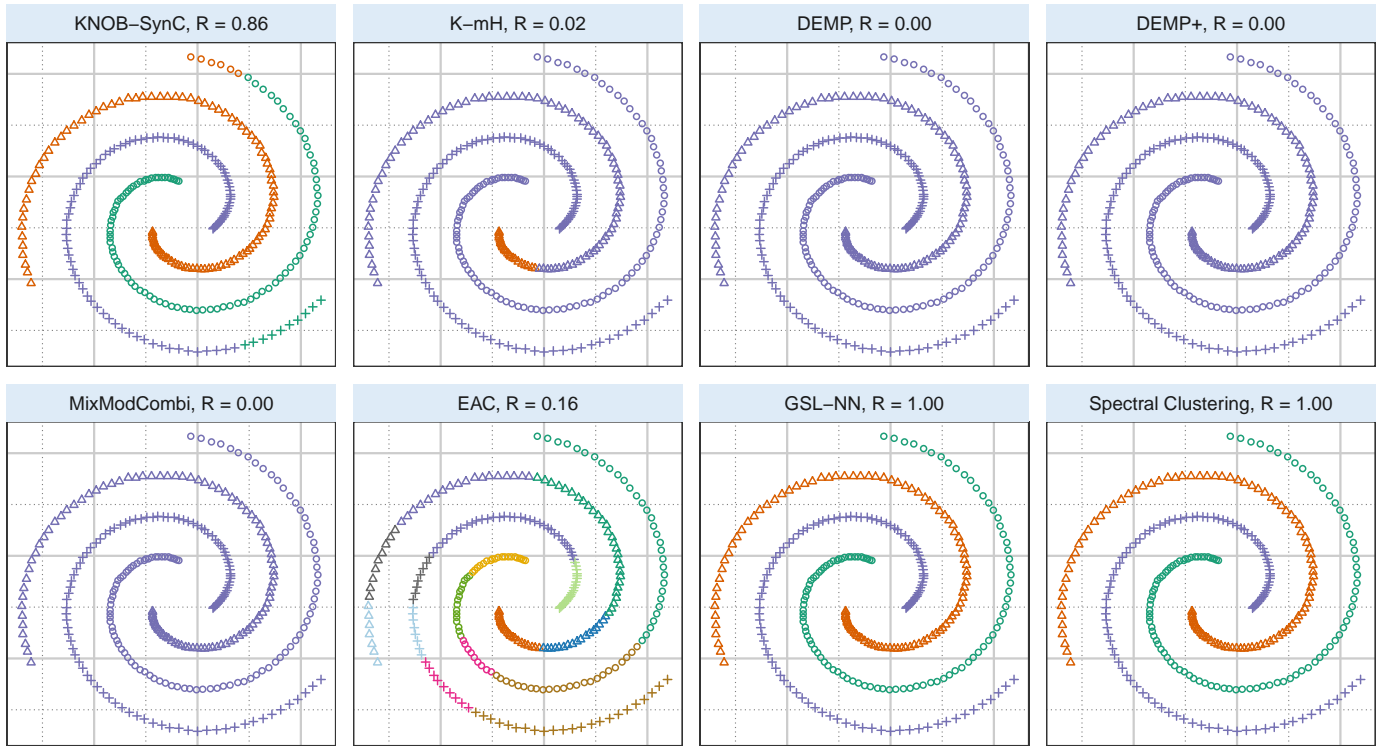 KNOB−SynC, R = 0.86
K−mH, R = 0.02
DEMP, R = 0.00
DEMP+, R = 0.00
MixModCombi, R = 0.00
EAC, R = 0.16
GSL−NN, R = 1.00
Spectral Clustering, R = 1.00